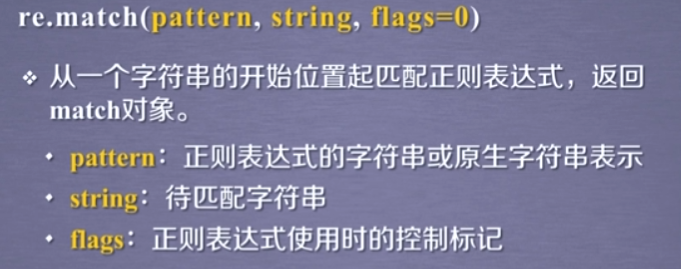 re.match(pattern, string, flags=0)
❖ 从一个字符串的开始位置起匹配正则表达式，返回
match对象。
• pattern：正则表达式的字符串或原生字符串表示
• string：待匹配字符串
• flags：正则表达式使用时的控制标记